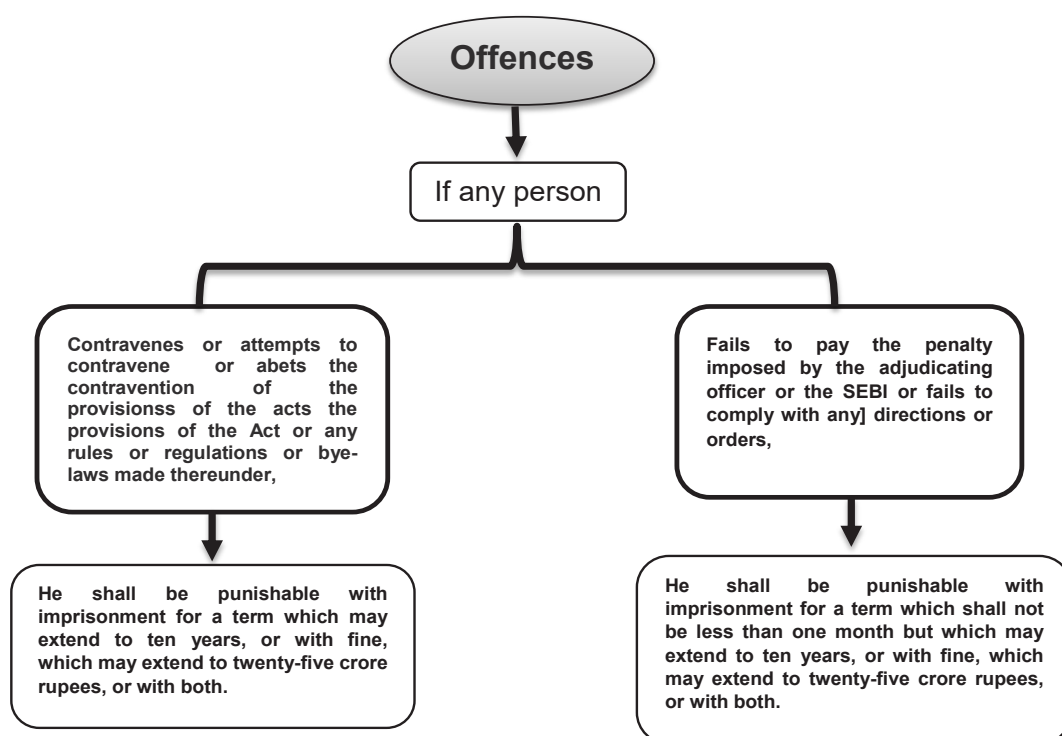 Offences
If any person
Contravenes or attempts to
contravene or abets the
contravention of the
provisionss of the acts the
provisions of the Act or any
rules or regulations or bye-
laws made thereunder,
Fails to pay the penalty
imposed by the adjudicating
officer or the SEBI or fails to
comply with any] directions or
orders,
He shall be punishable with
imprisonment for a term which may
extend to ten years, or with fine,
which may extend to twenty-five crore
rupees, or with both.
He shall be punishable with
imprisonment for a term which shall not
be less than one month but which may
extend to ten years, or with fine, which
may extend to twenty-five crore rupees,
or with both.